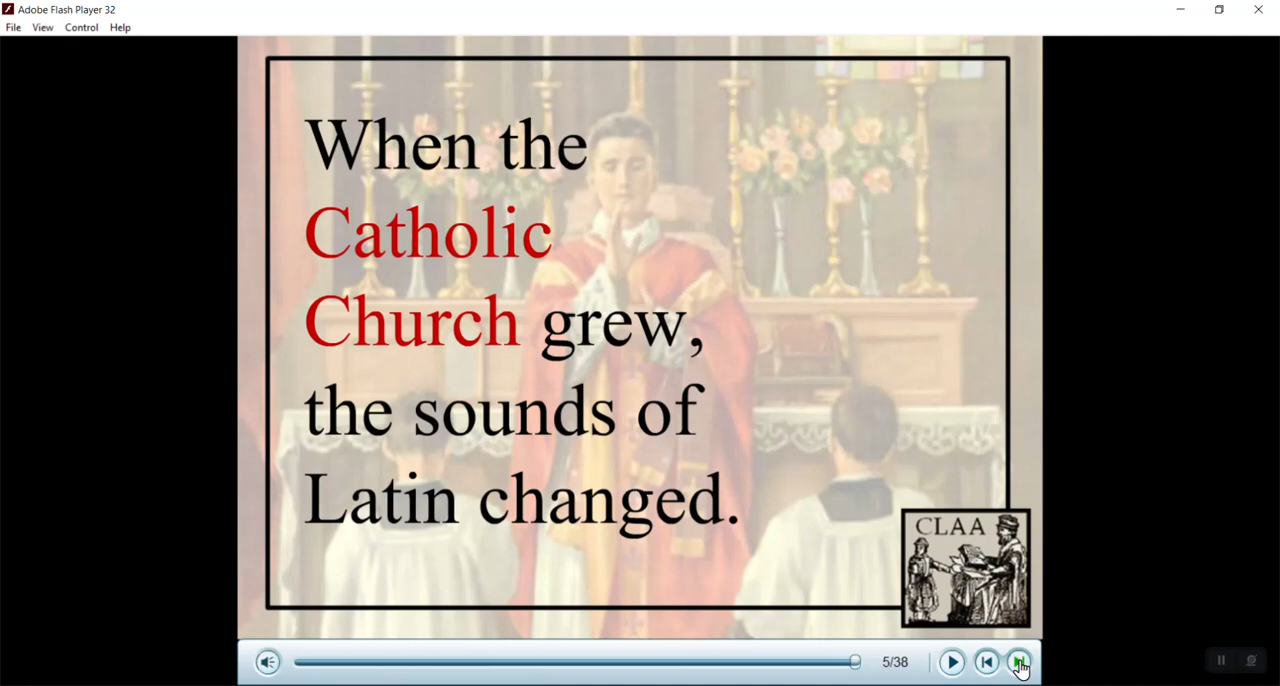 Adobe Flash Player 32
File View Control Help
When the
Catholic
Church grew,
the sounds of
Latin changed.
CLAA
5/38